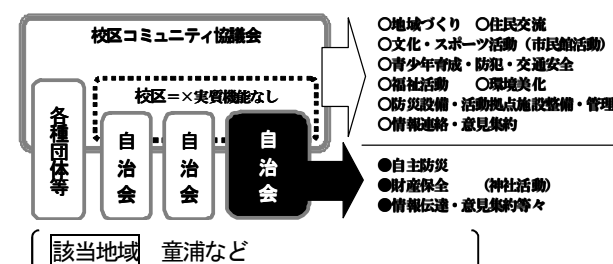 校区コミュニティ協議会
校区＝×実質機能なし
各種団体等
自治会
自治会
自治会
○地域づくり ○住民交流
○文化・スポーツ活動（市民館活動）
○青少年育成・防犯・交通安全
○福祉活動 ○環境美化
○防災設備・活動拠点施設整備・管理
○情報連絡・意見集約
●自主防災
●財産保全 （神社活動）
●情報伝達・意見集約等々
該当地域 童浦など